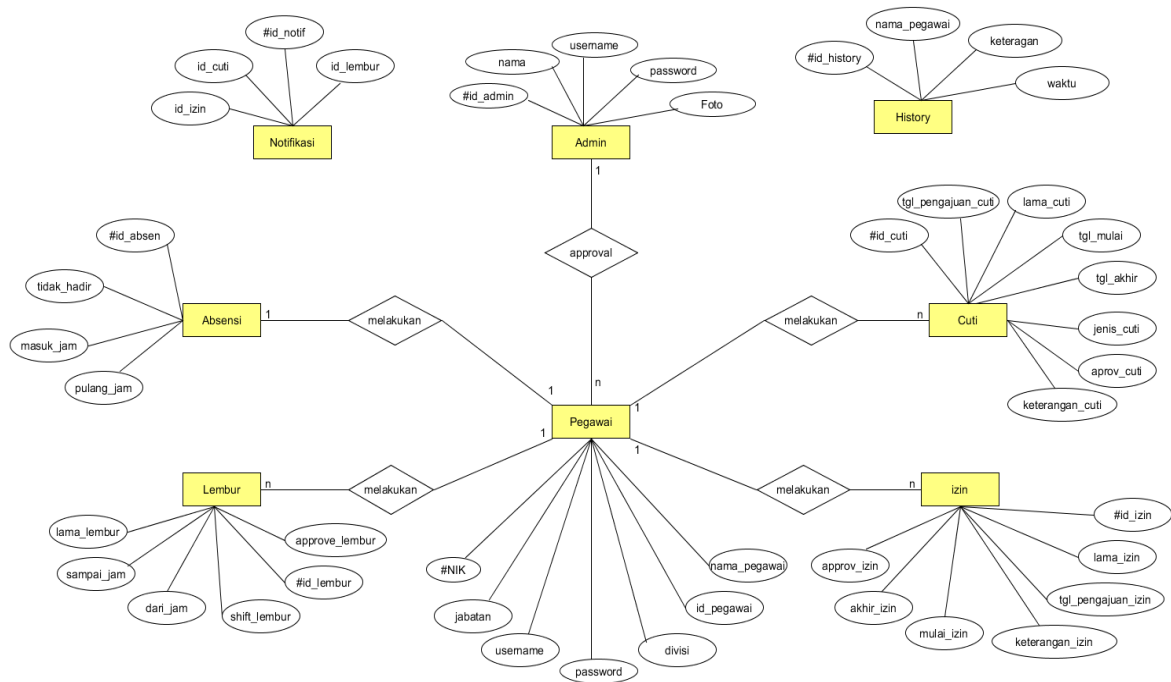 #id_notif
id_cuti
id_lembur
id_izin
Notifikasi
username
nama
password
#id_admin
Foto
Admin
nama_pegawai
keteragan
#id_history
waktu
History
1
approval
n
tgl_pengajuan_cuti
lama_cuti
#id_cuti
tgl_mulai
tgl_akhir
Cuti
jenis_cuti
aprov_cuti
keterangan_cuti
n
melakukan
1
#id_absen
tidak_hadir
masuk_jam
pulang_jam
Absensi
1
melakukan
1
Pegawai
1
melakukan
n
Lembur
lama_lembur
approve_lembur
sampai_jam
#id_lembur
dari_jam
shift_lembur
#NIK
nama_pegawai
jabatan
id_pegawai
username
divisi
password
1
melakukan
n
izin
#id_izin
approv_izin
lama_izin
akhir_izin
tgl_pengajuan_izin
mulai_izin
keterangan_izin